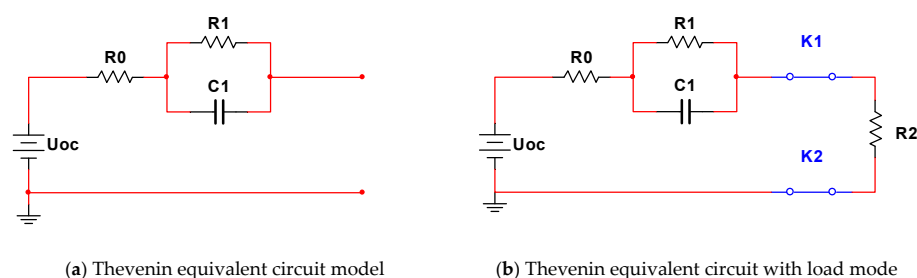 R1
R0
C1
Uoc
(a) Thevenin equivalent circuit model
R1
K1
R0
C1
R2
Uoc
K2
(b) Thevenin equivalent circuit with load mode